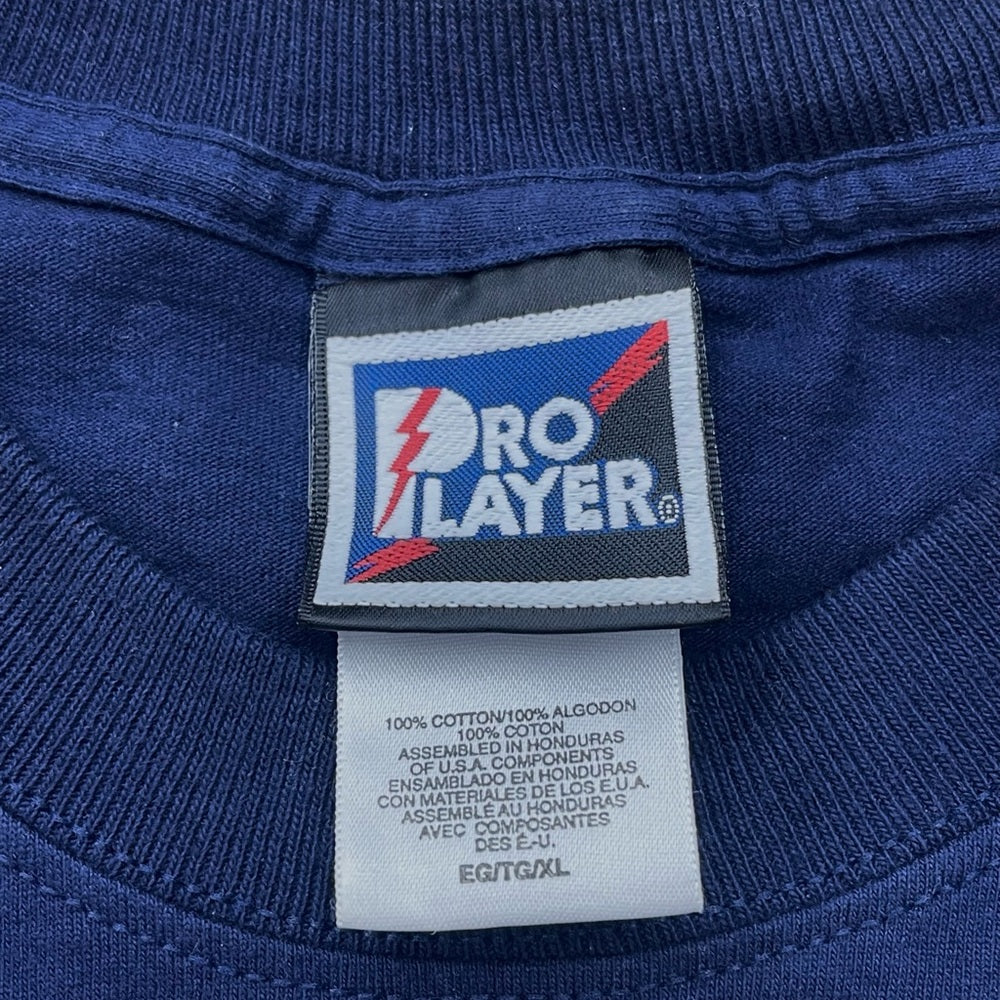 PRO
PLAYER®
100% COTTON/100% ALGODON
100% COTON
ASSEMBLED IN HONDURAS
OF U.S.A. COMPONENTS
ENSAMBLADO EN HONDURAS
CON MATERIALES DE LOS E.U.A.
ASSEMBLÉ AU HONDURAS
AVEC COMPOSANTES
DES É.-U.
EG/TG/XL